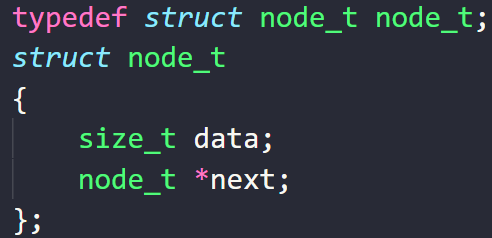 typedef struct node_t node_t;
struct node_t
{
    size_t data;
    node_t *next;
};